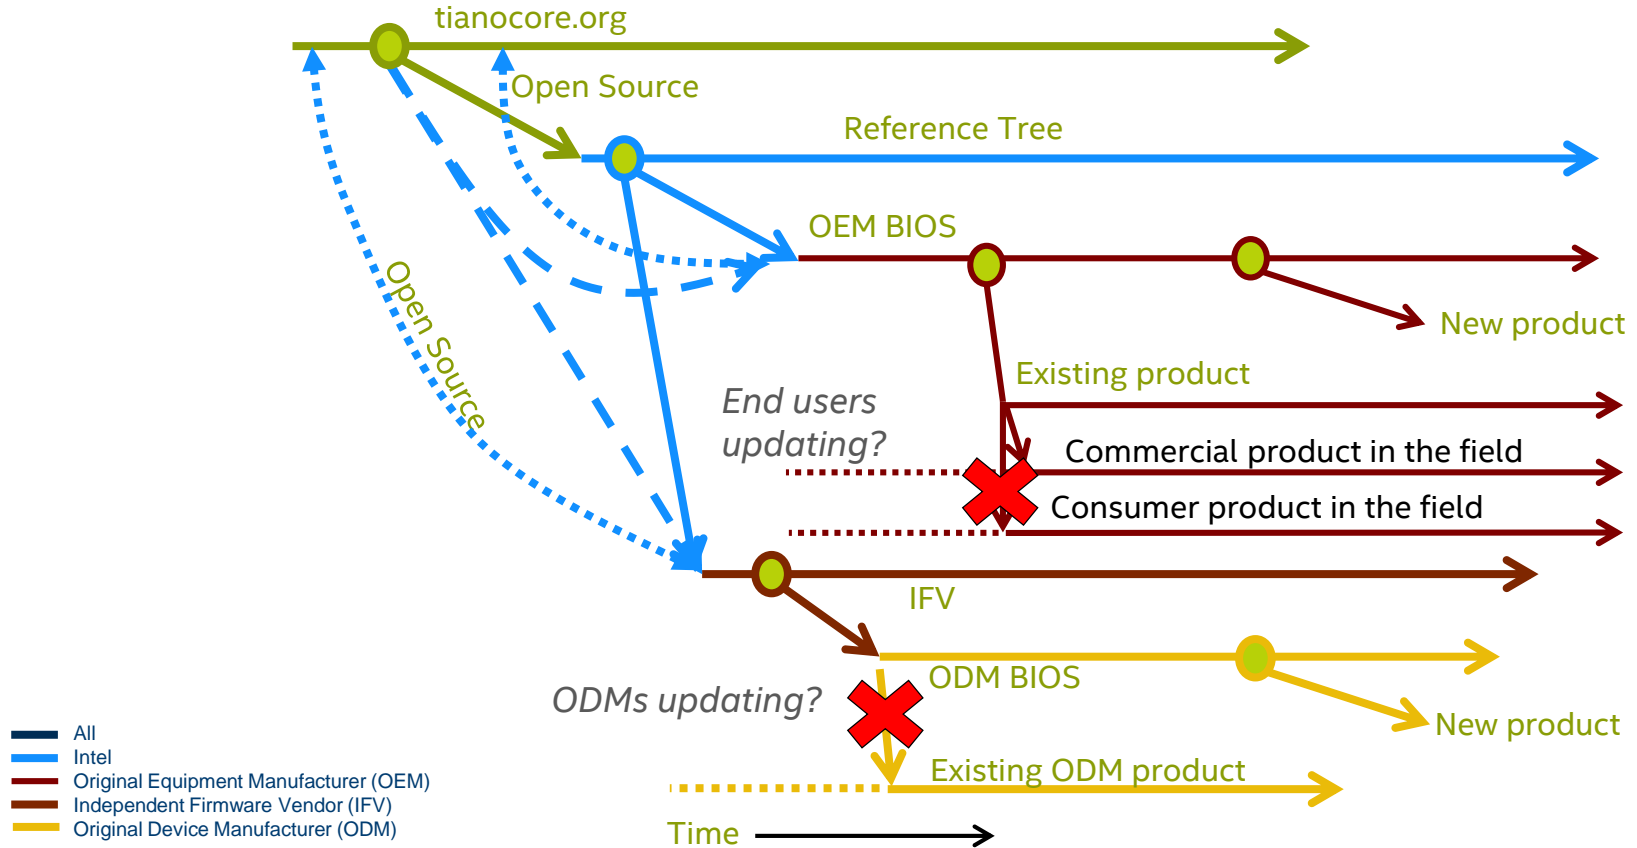 tianocore.org
Open Source
Reference Tree
OEM BIOS
Open Source
New product
Existing product
End users
updating?
Commercial product in the field
Consumer product in the field
IFV
ODM BIOS
ODMs updating?
New product
All
Intel
Original Equipment Manufacturer (OEM)
Independent Firmware Vendor (IFV)
Original Device Manufacturer (ODM)
Existing ODM product
Time